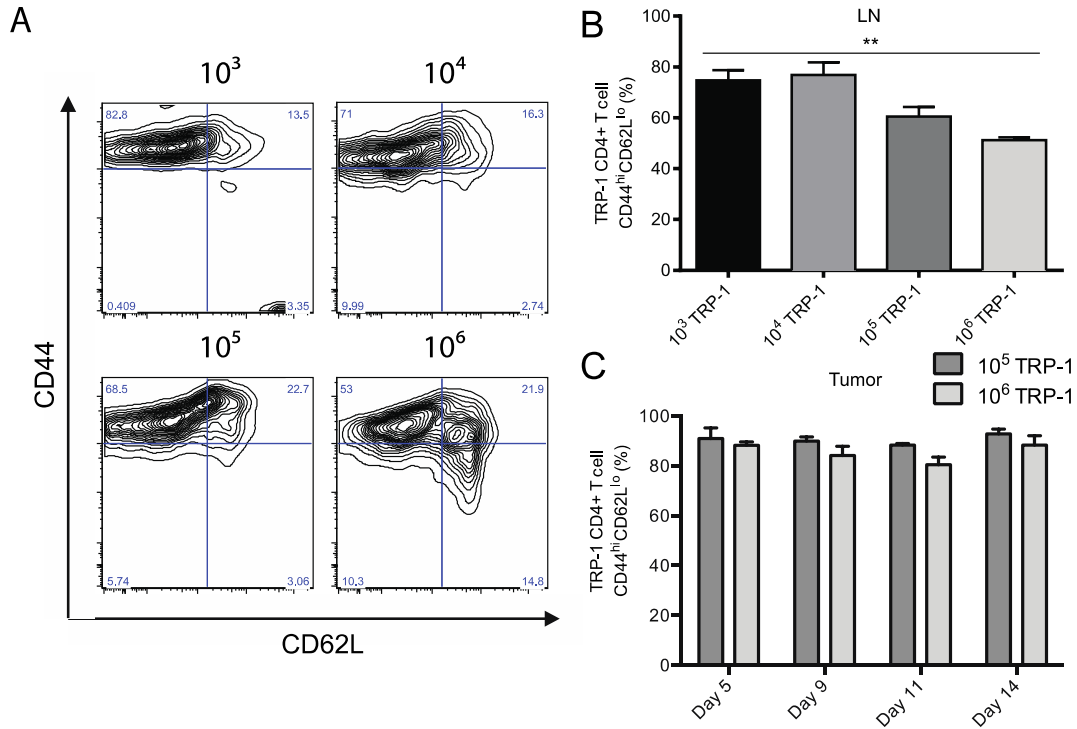 A
10³
10⁴
82.8
13.5
0.409
3.35
71
16.3
9.99
2.74
10⁵
10⁶
68.5
22.7
5.74
3.06
53
21.9
10.3
14.8
CD44
CD62L
B
LN
**
TRP-1 CD4+ T cell
CD44ʰⁱCD62Lˡᵒ (%)
100
80
60
40
20
0
10³ TRP-1
10⁴ TRP-1
10⁵ TRP-1
10⁶ TRP-1
C
Tumor
10⁵ TRP-1
10⁶ TRP-1
TRP-1 CD4+ T cell
CD44ʰⁱCD62Lˡᵒ (%)
100
80
60
40
20
0
Day 5
Day 9
Day 11
Day 14